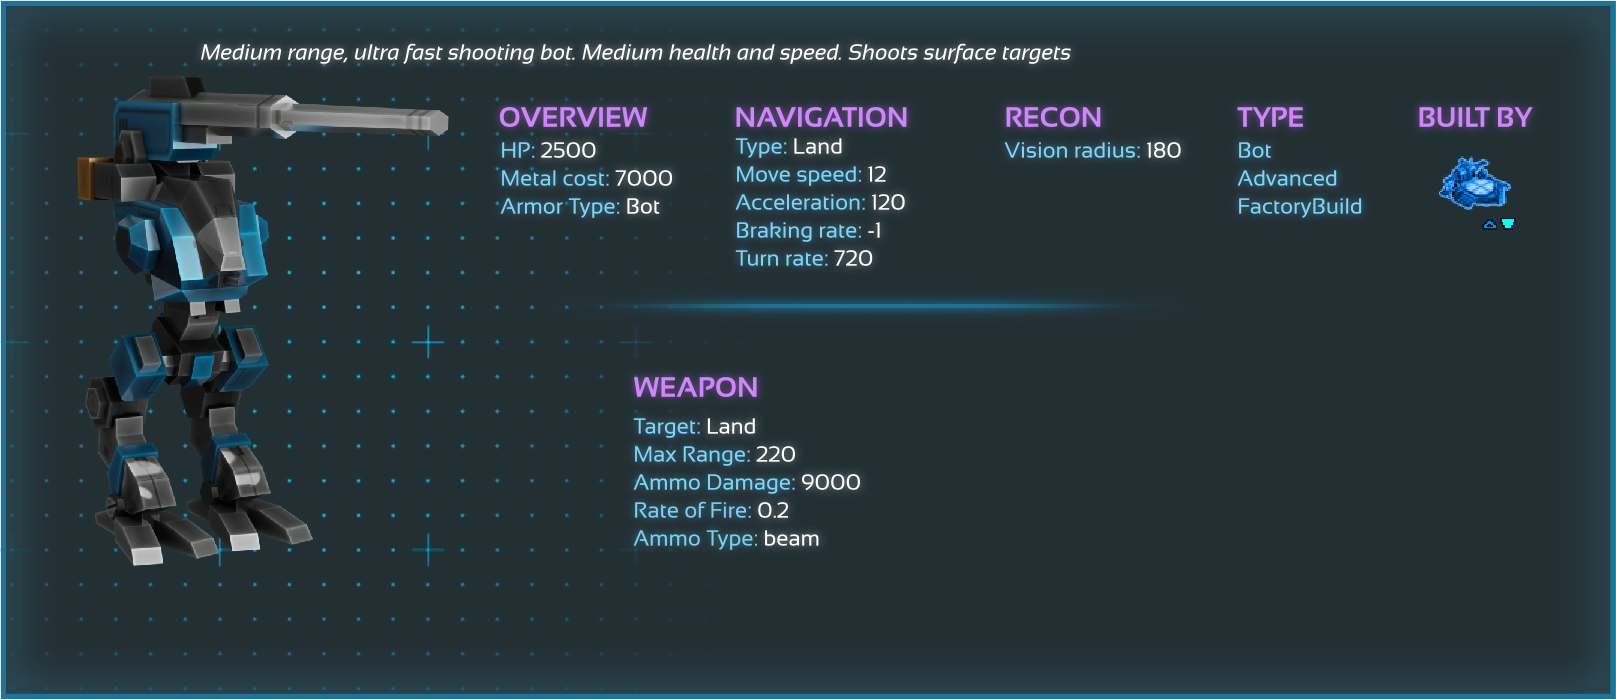 Medium range, ultra fast shooting bot. Medium health and speed. Shoots surface targets
OVERVIEW
HP: 2500
Metal cost: 7000
Armor Type: Bot
NAVIGATION
Type: Land
Move speed: 12
Acceleration: 120
Braking rate: -1
Turn rate: 720
RECON
Vision radius: 180
TYPE
Bot
Advanced
FactoryBuild
BUILT BY
WEAPON
Target: Land
Max Range: 220
Ammo Damage: 9000
Rate of Fire: 0.2
Ammo Type: beam